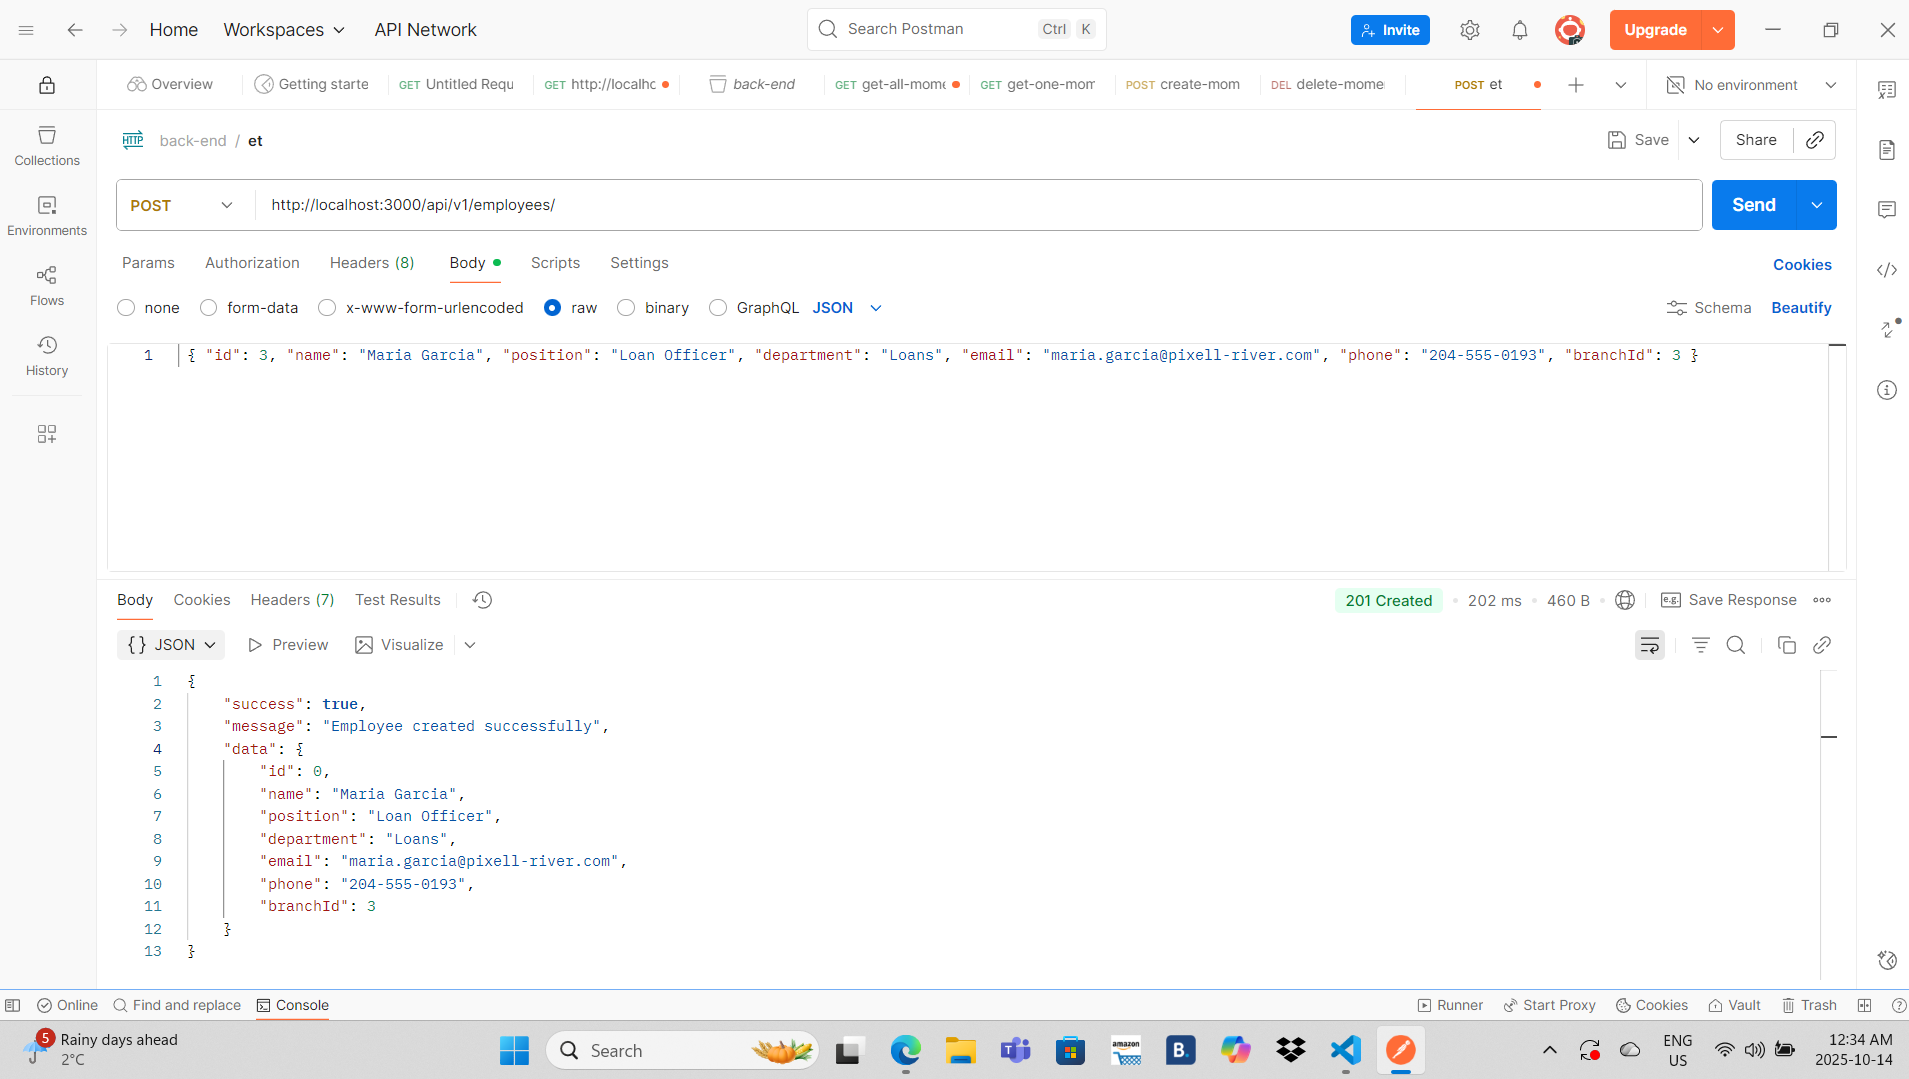 Home Workspaces API Network Search Postman Ctrl K Invite Upgrade
Overview Getting starte GET Untitled Requ GET http://localhc back-end GET get-all-mome GET get-one-mom POST create-mom DEL delete-mome POST et No environment
HTTP back-end / et Save Share
Collections
Environments
Flows
History
POST http://localhost:3000/api/v1/employees/ Send
Params Authorization Headers (8) Body Scripts Settings Cookies
none form-data x-www-form-urlencoded raw binary GraphQL JSON Schema Beautify
1 { "id": 3, "name": "Maria Garcia", "position": "Loan Officer", "department": "Loans", "email": "maria.garcia@pixell-river.com", "phone": "204-555-0193", "branchId": 3 }
Body Cookies Headers (7) Test Results 201 Created 202 ms 460 B e.g. Save Response
{} JSON Preview Visualize
1 {
2 "success": true,
3 "message": "Employee created successfully",
4 "data": {
5 "id": 0,
6 "name": "Maria Garcia",
7 "position": "Loan Officer",
8 "department": "Loans",
9 "email": "maria.garcia@pixell-river.com",
10 "phone": "204-555-0193",
11 "branchId": 3
12 }
13 }
Online Find and replace Console Runner Start Proxy Cookies Vault Trash
5 Rainy days ahead
2°C
Search
amazon
B.
ENG
US
12:34 AM
2025-10-14